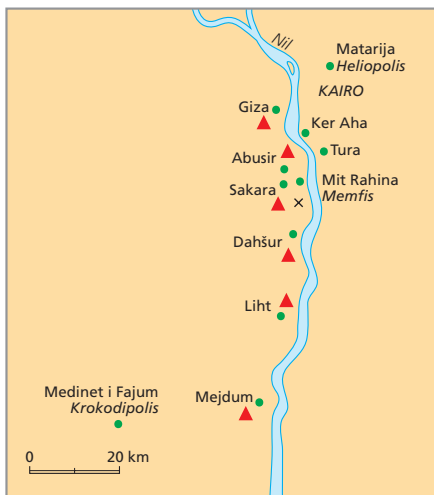 Nil
Matarija
Heliopolis
KAIRO
Giza
Ker Aha
Tura
Abusir
Mit Rahina
Memfis
Sakara
Dahšur
Liht
Medinet i Fajum
Krokodipolis
Mejdum
0 20 km